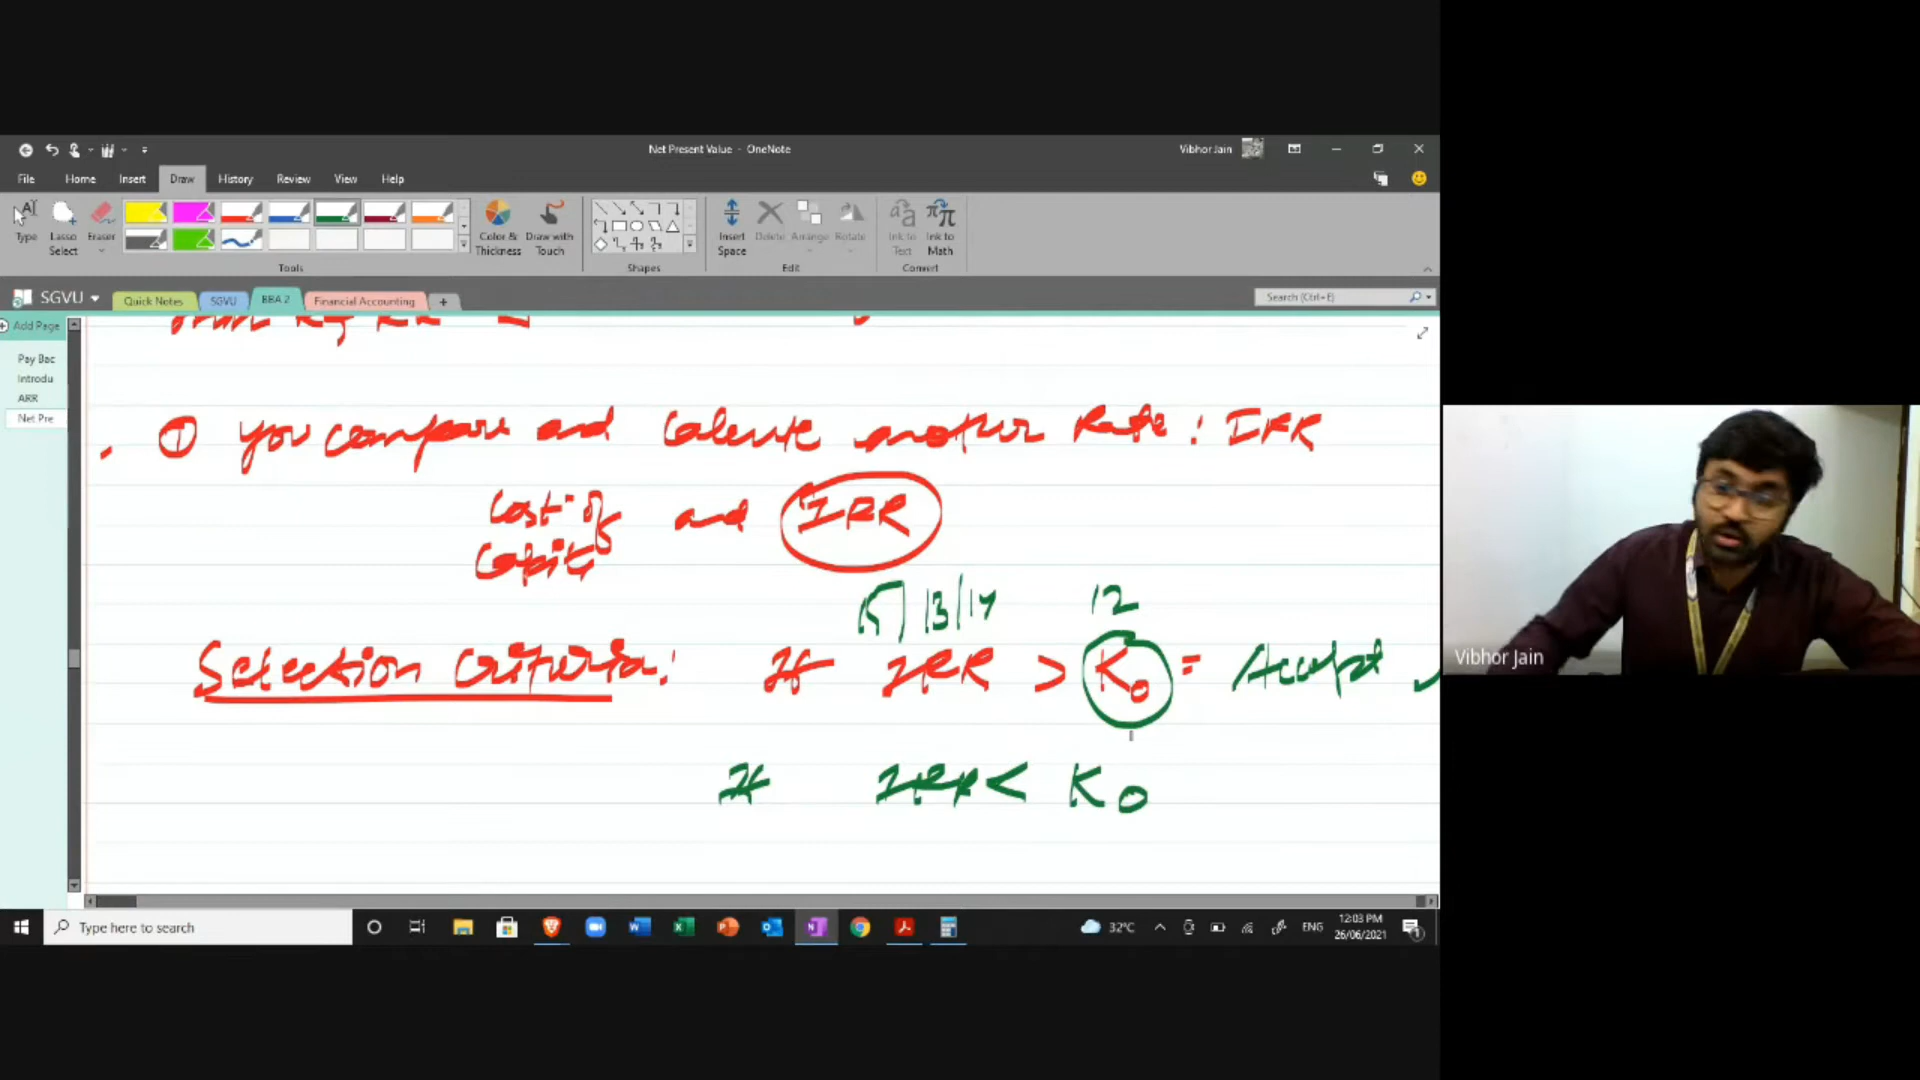 Net Present Value - OneNote
Vibhor Jain
File Home Insert Draw History Review View Help
Type
Lasso Select
Eraser
Color & Thickness
Draw with Touch
Insert Space
Delete
Arrange
Rotate
Ink to Text
Ink to Math
Tools
Shapes
Edit
Convert
SGVU
Quick Notes
SGVU
BBA 2
Financial Accounting
+
Search (Ctrl+E)
Add Page
Pay Bac
Introdu
ARR
Net Pre
① You compare and calculate another Rate: IRR
cost of and IRR
capital
15/13/14 12
Selection Criteria: If IRR > K0 = Accept
If IRR < K0
Vibhor Jain
Type here to search
32°C
ENG
12:03 PM
26/06/2021